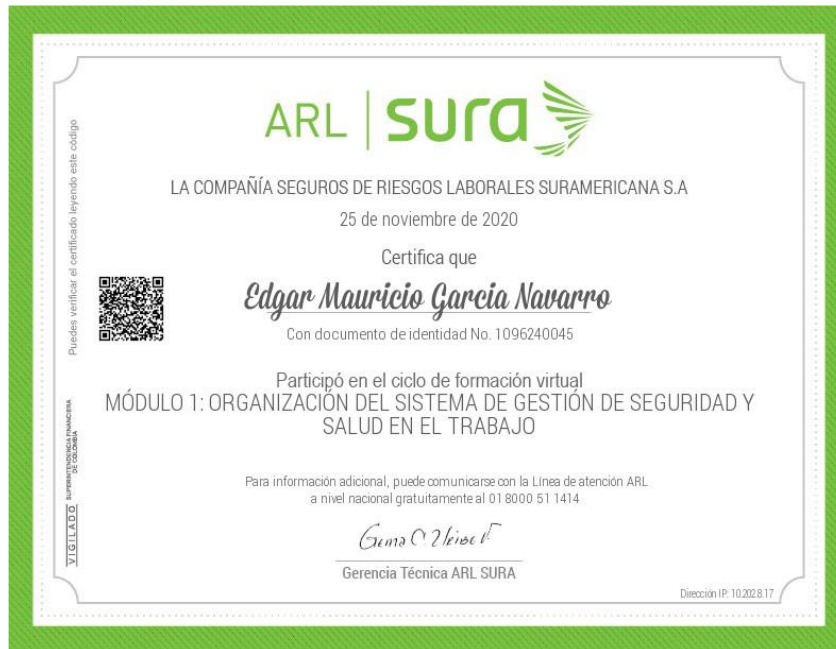 ARL sura
LA COMPAÑÍA SEGUROS DE RIESGOS LABORALES SURAMERICANA S.A
25 de noviembre de 2020
Certifica que
Edgar Mauricio Garcia Navarro
Con documento de identidad No. 1096240045
Participó en el ciclo de formación virtual
MÓDULO 1: ORGANIZACIÓN DEL SISTEMA DE GESTIÓN DE SEGURIDAD Y
SALUD EN EL TRABAJO
Para información adicional, puede comunicarse con la Línea de atención ARL
a nivel nacional gratuitamente al 01 8000 51 1414
Gerencia Técnica ARL SURA
Dirección IP: 10.202.8.17
Puedes verificar el certificado leyendo este código
VIGILADO SUPERINTENDENCIA FINANCIERA
DE COLOMBIA